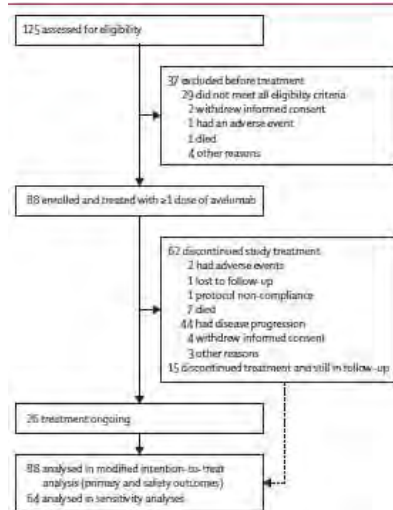 125 assessed for eligibility
37 excluded before treatment
29 did not meet all eligibility criteria
2 withdrew informed consent
1 had an adverse event
1 died
4 other reasons
88 enrolled and treated with ≥1 dose of avelumab
62 discontinued study treatment
2 had adverse events
1 lost to follow-up
1 protocol non-compliance
7 died
44 had disease progression
4 withdrew informed consent
3 other reasons
15 discontinued treatment and still in follow-up
26 treatment ongoing
88 analysed in modified intention-to-treat
analysis (primary and safety outcomes)
64 analysed in sensitivity analyses